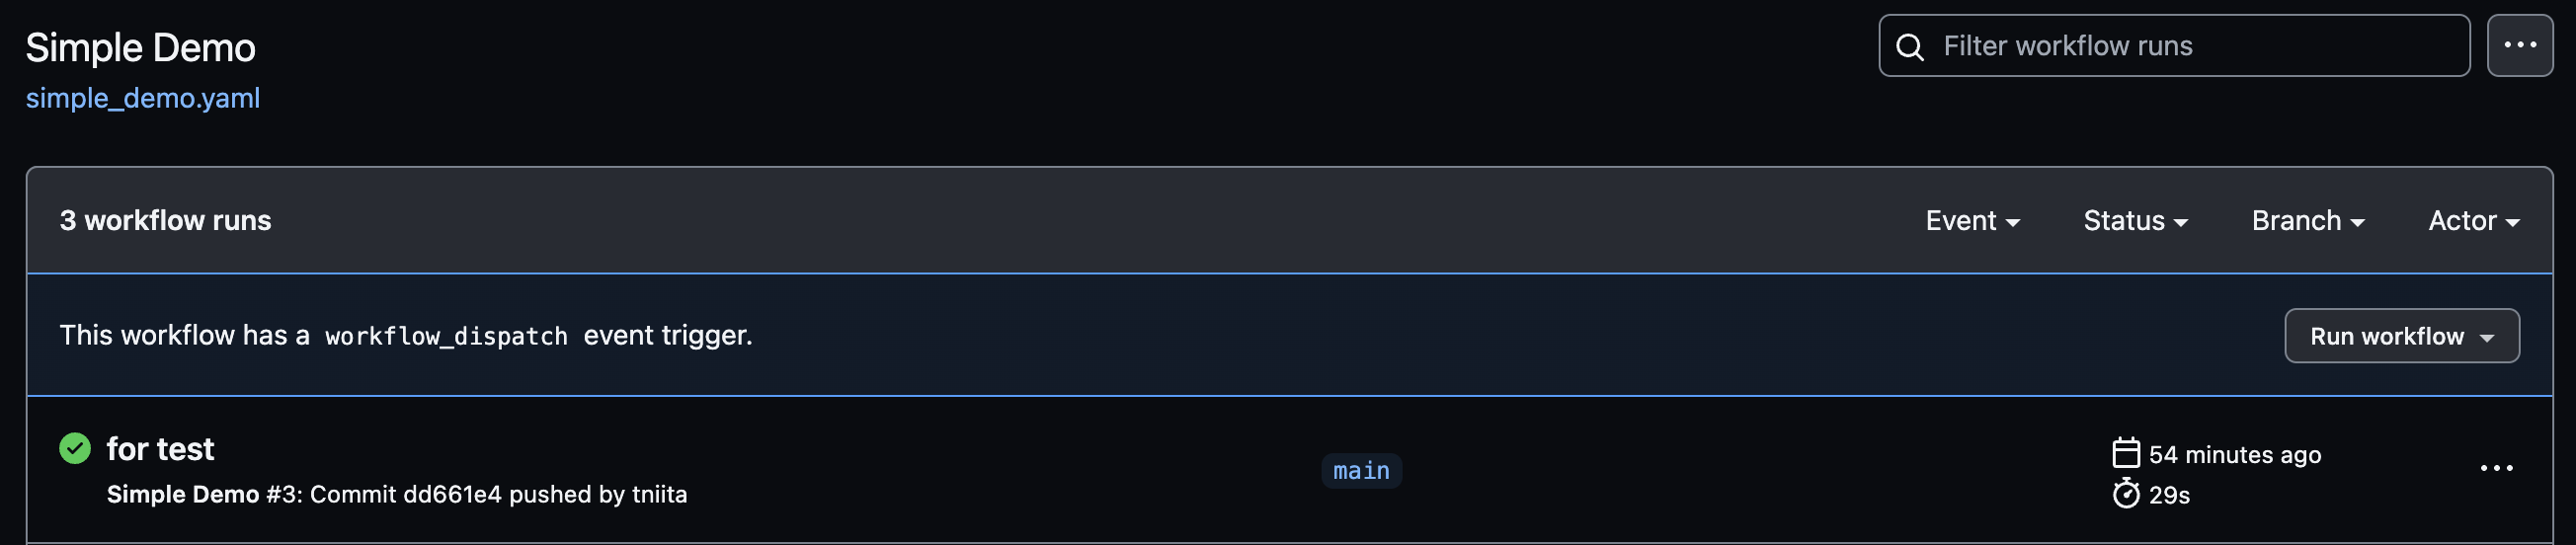 Simple Demo
simple_demo.yaml
Filter workflow runs
3 workflow runs
Event
Status
Branch
Actor
This workflow has a workflow_dispatch event trigger.
Run workflow
for test
Simple Demo #3: Commit dd661e4 pushed by tniita
main
54 minutes ago
29s